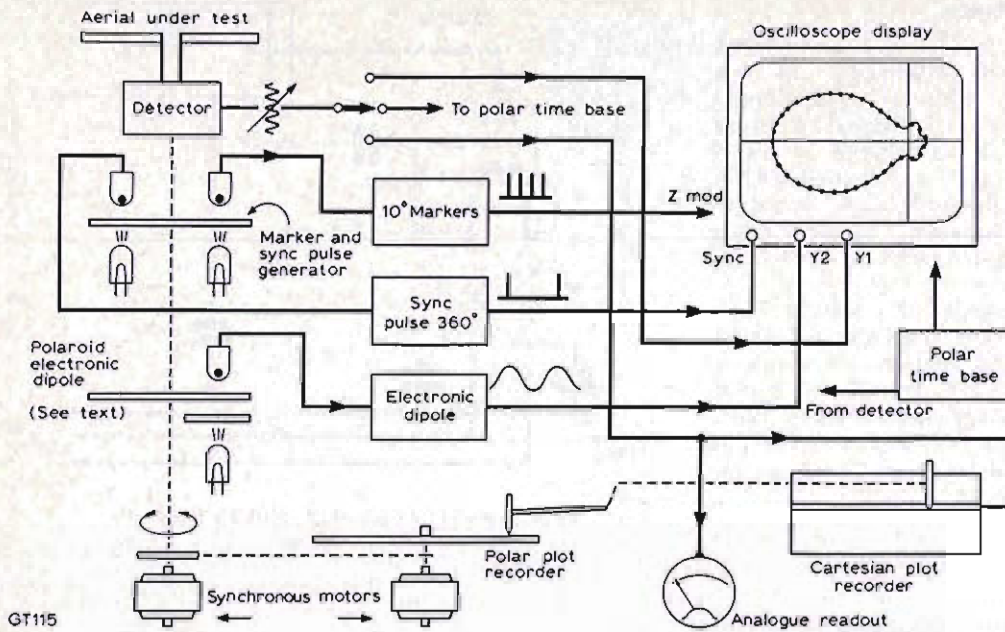 Aerial under test
Oscilloscope display
Detector
To polar time base
Z mod
10° Markers
Marker and
sync pulse
generator
Sync
Y2
Y1
Sync
pulse 360°
Polaroid
electronic
dipole
(See text)
Electronic
dipole
Polar
time base
From detector
Polar plot
recorder
Cartesian plot
recorder
Synchronous motors
Analogue readout
GT115